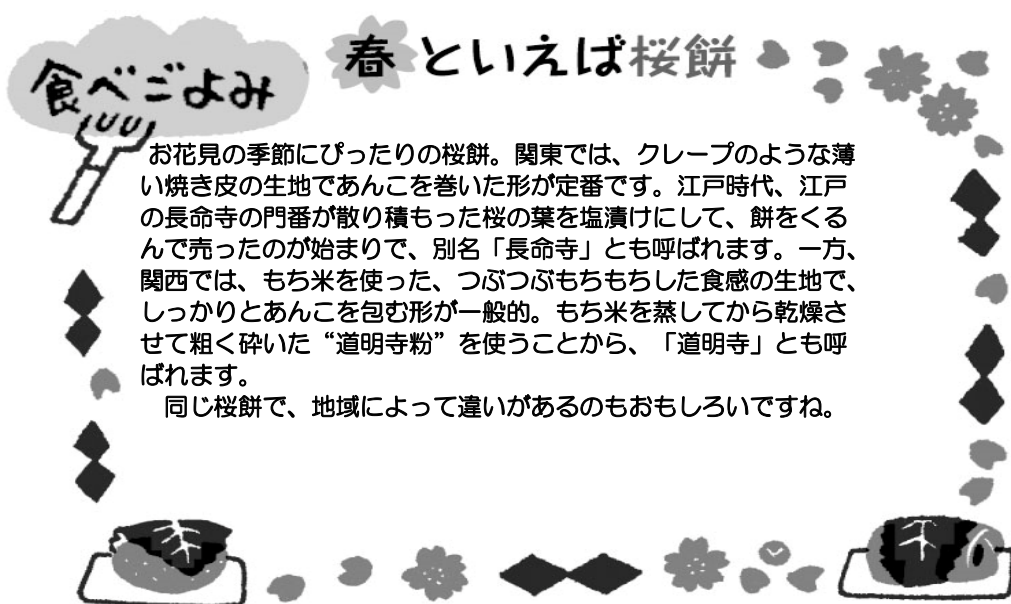 食べごよみ
春といえば桜餅
お花見の季節にぴったりの桜餅。関東では、クレープのような薄
い焼き皮の生地であんこを巻いた形が定番です。江戸時代、江戸
の長命寺の門番が散り積もった桜の葉を塩漬けにして、餅をくる
んで売ったのが始まりで、別名「長命寺」とも呼ばれます。一方、
関西では、もち米を使った、つぶつぶもちもちした食感の生地で、
しっかりとあんこを包む形が一般的。もち米を蒸してから乾燥さ
せて粗く砕いた“道明寺粉”を使うことから、「道明寺」とも呼
ばれます。
同じ桜餅で、地域によって違いがあるのもおもしろいですね。